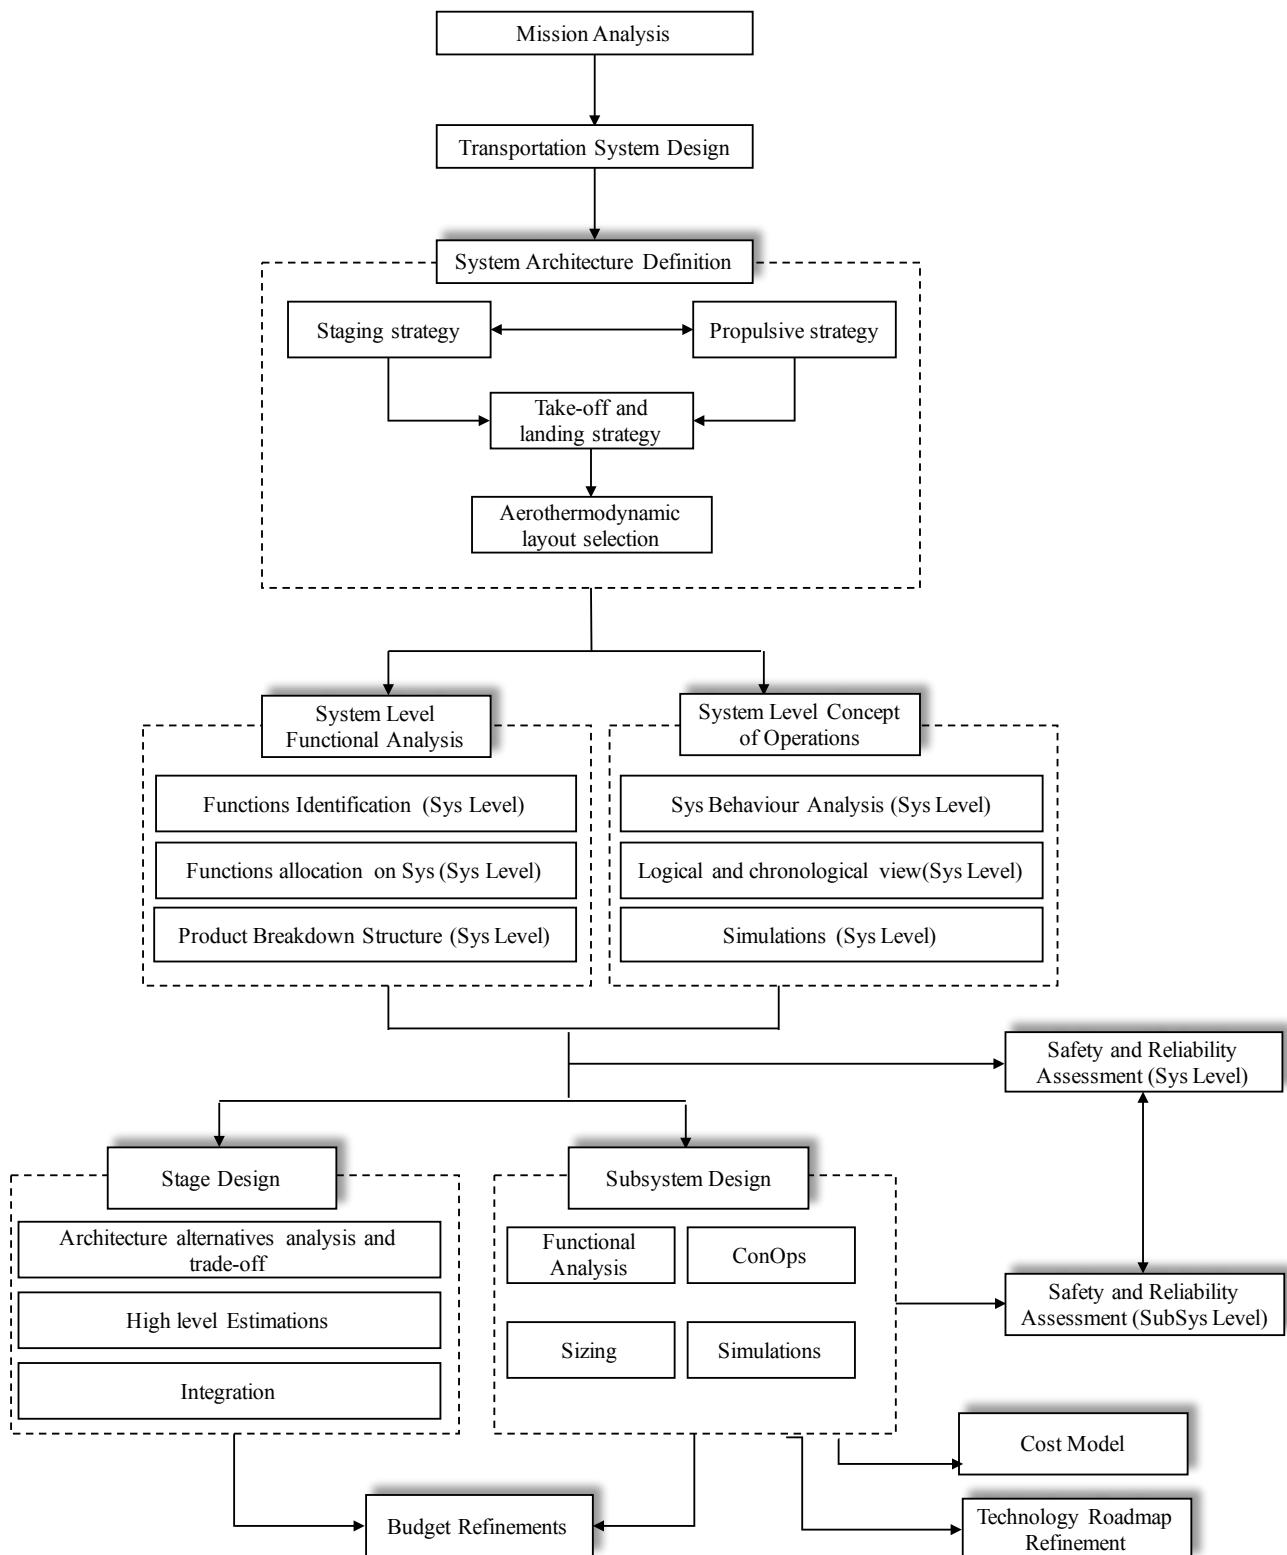 Mission Analysis
Transportation System Design
System Architecture Definition
Staging strategy
Propulsive strategy
Take-off and
landing strategy
Aerothermodynamic
layout selection
System Level
Functional Analysis
System Level Concept
of Operations
Functions Identification (Sys Level)
Functions allocation on Sys (Sys Level)
Product Breakdown Structure (Sys Level)
Sys Behaviour Analysis (Sys Level)
Logical and chronological view(Sys Level)
Simulations (Sys Level)
Safety and Reliability
Assessment (Sys Level)
Stage Design
Subsystem Design
Architecture alternatives analysis and
trade-off
High level Estimations
Integration
Functional
Analysis
ConOps
Sizing
Simulations
Safety and Reliability
Assessment (SubSys Level)
Cost Model
Budget Refinements
Technology Roadmap
Refinement